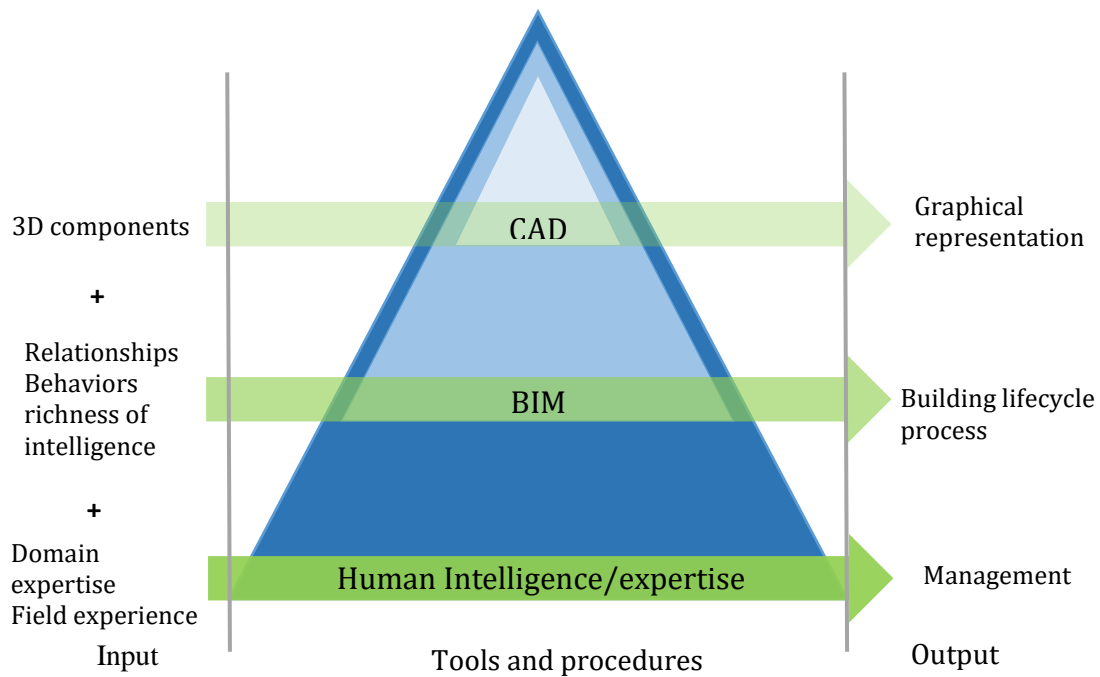 3D components
CAD
Graphical
representation
+
Relationships
Behaviors
richness of
intelligence
BIM
Building lifecycle
process
+
Domain
expertise
Field experience
Human Intelligence/expertise
Management
Input
Tools and procedures
Output